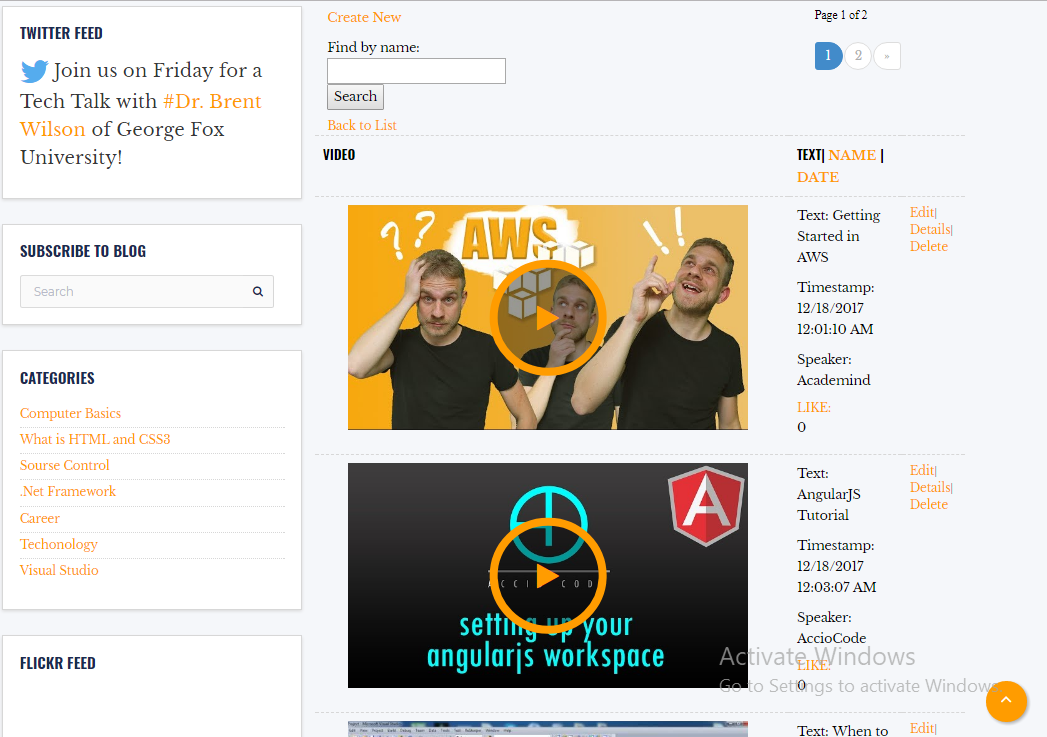 TWITTER FEED
Join us on Friday for a
Tech Talk with #Dr. Brent
Wilson of George Fox
University!
SUBSCRIBE TO BLOG
Search
CATEGORIES
Computer Basics
What is HTML and CSS3
Sourse Control
.Net Framework
Career
Techonology
Visual Studio
FLICKR FEED
Create New
Find by name:
Search
Back to List
Page 1 of 2
1 2 »
VIDEO
TEXT| NAME |
DATE
??
AWS
!!
Text: Getting
Started in
AWS
Timestamp:
12/18/2017
12:01:10 AM
Speaker:
Academind
LIKE:
0
Edit|
Details|
Delete
A
ACCIO CODE
setting up your
angularjs workspace
Text:
AngularJS
Tutorial
Timestamp:
12/18/2017
12:03:07 AM
Speaker:
AccioCode
LIKE:
0
Edit|
Details|
Delete
Activate Windows
Go to Settings to activate Windows
Text: When to
Edit|